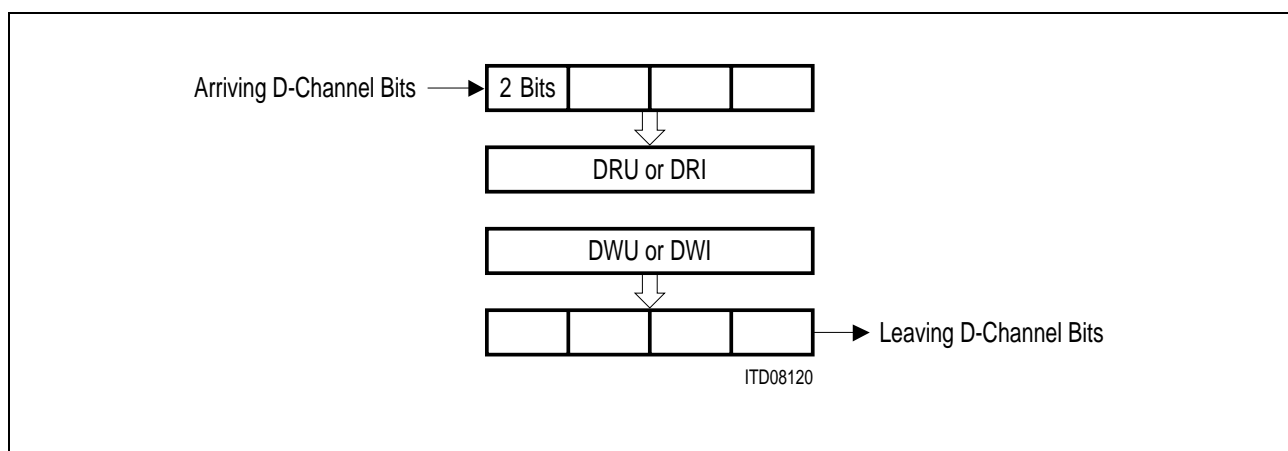 Arriving D-Channel Bits
2 Bits
DRU or DRI
DWU or DWI
Leaving D-Channel Bits
ITD08120